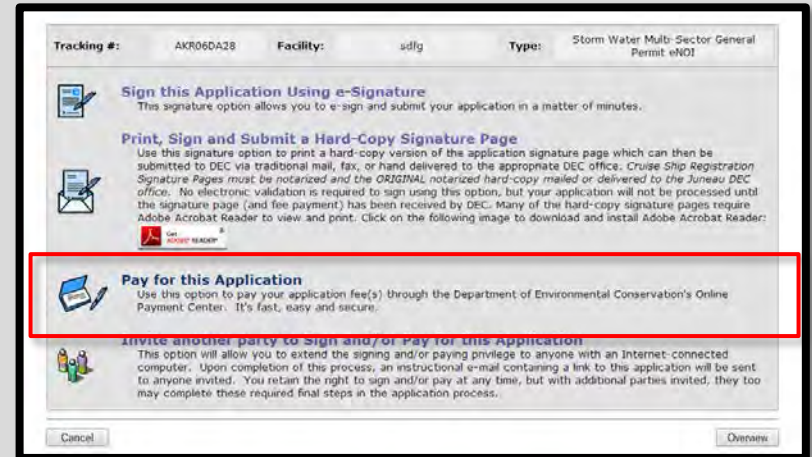 Tracking #: AKR06DA28 Facility: sdfg Type: Storm Water Multi-Sector General
Permit eNOI
Sign this Application Using e-Signature
This signature option allows you to e-sign and submit your application in a matter of minutes.
Print, Sign and Submit a Hard-Copy Signature Page
Use this signature option to print a hard-copy version of the application signature page which can then be
submitted to DEC via traditional mail, fax, or hand delivered to the appropriate DEC office. Cruise Ship Registration
Signature Pages must be notarized and the ORIGINAL notarized hard-copy mailed or delivered to the Juneau DEC
office. No electronic validation is required to sign using this option, but your application will not be processed until
the signature page (and fee payment) has been received by DEC. Many of the hard-copy signature pages require
Adobe Acrobat Reader to view and print. Click on the following image to download and install Adobe Acrobat Reader:
Get
ADOBE® READER®
Pay for this Application
Use this option to pay your application fee(s) through the Department of Environmental Conservation's Online
Payment Center. It's fast, easy and secure.
Invite another party to Sign and/or Pay for this Application
This option will allow you to extend the signing and/or paying privilege to anyone with an Internet-connected
computer. Upon completion of this process, an instructional e-mail containing a link to this application will be sent
to anyone invited. You retain the right to sign and/or pay at any time, but with additional parties invited, they too
may complete these required final steps in the application process.
Cancel Overview